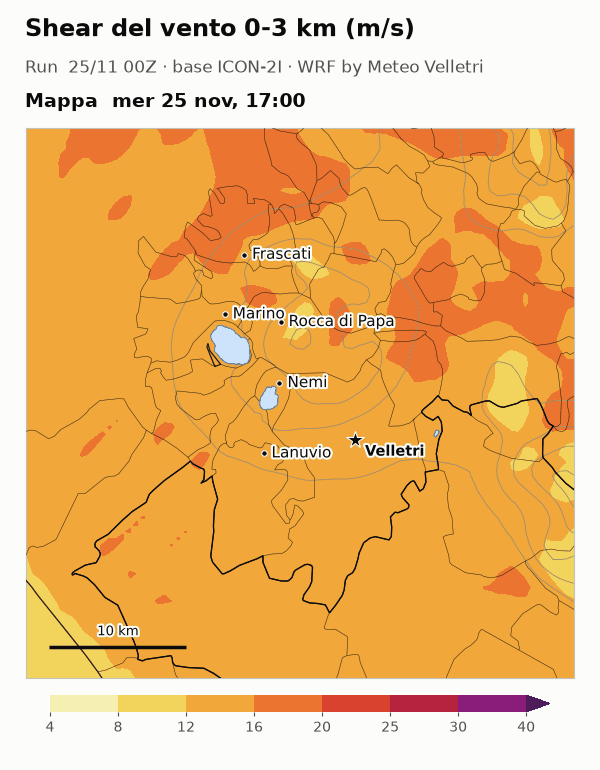 Shear del vento 0-3 km (m/s)
Run  25/11 00Z · base ICON-2I · WRF by Meteo Velletri
Mappa  mer 25 nov, 17:00
Frascati
Marino
Rocca di Papa
Nemi
Velletri
Lanuvio
10 km
4 8 12 16 20 25 30 40